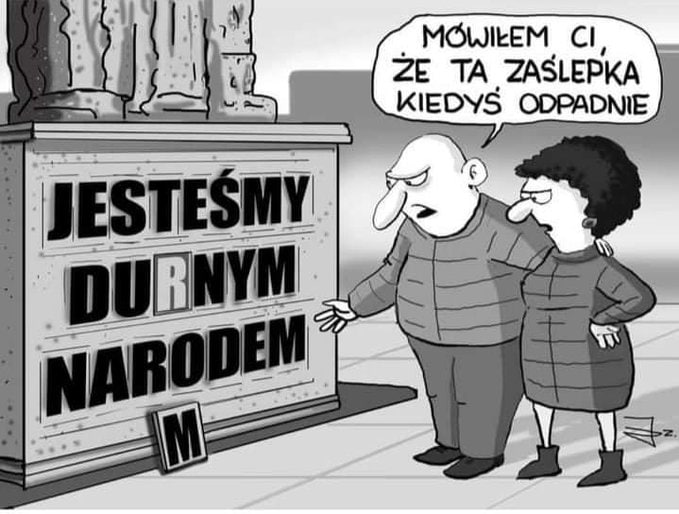 MÓWIŁEM CI,
ŻE TA ZAŚLEPKA
KIEDYŚ ODPADNIE
JESTEŚMY
DURNYM
NARODEM
M